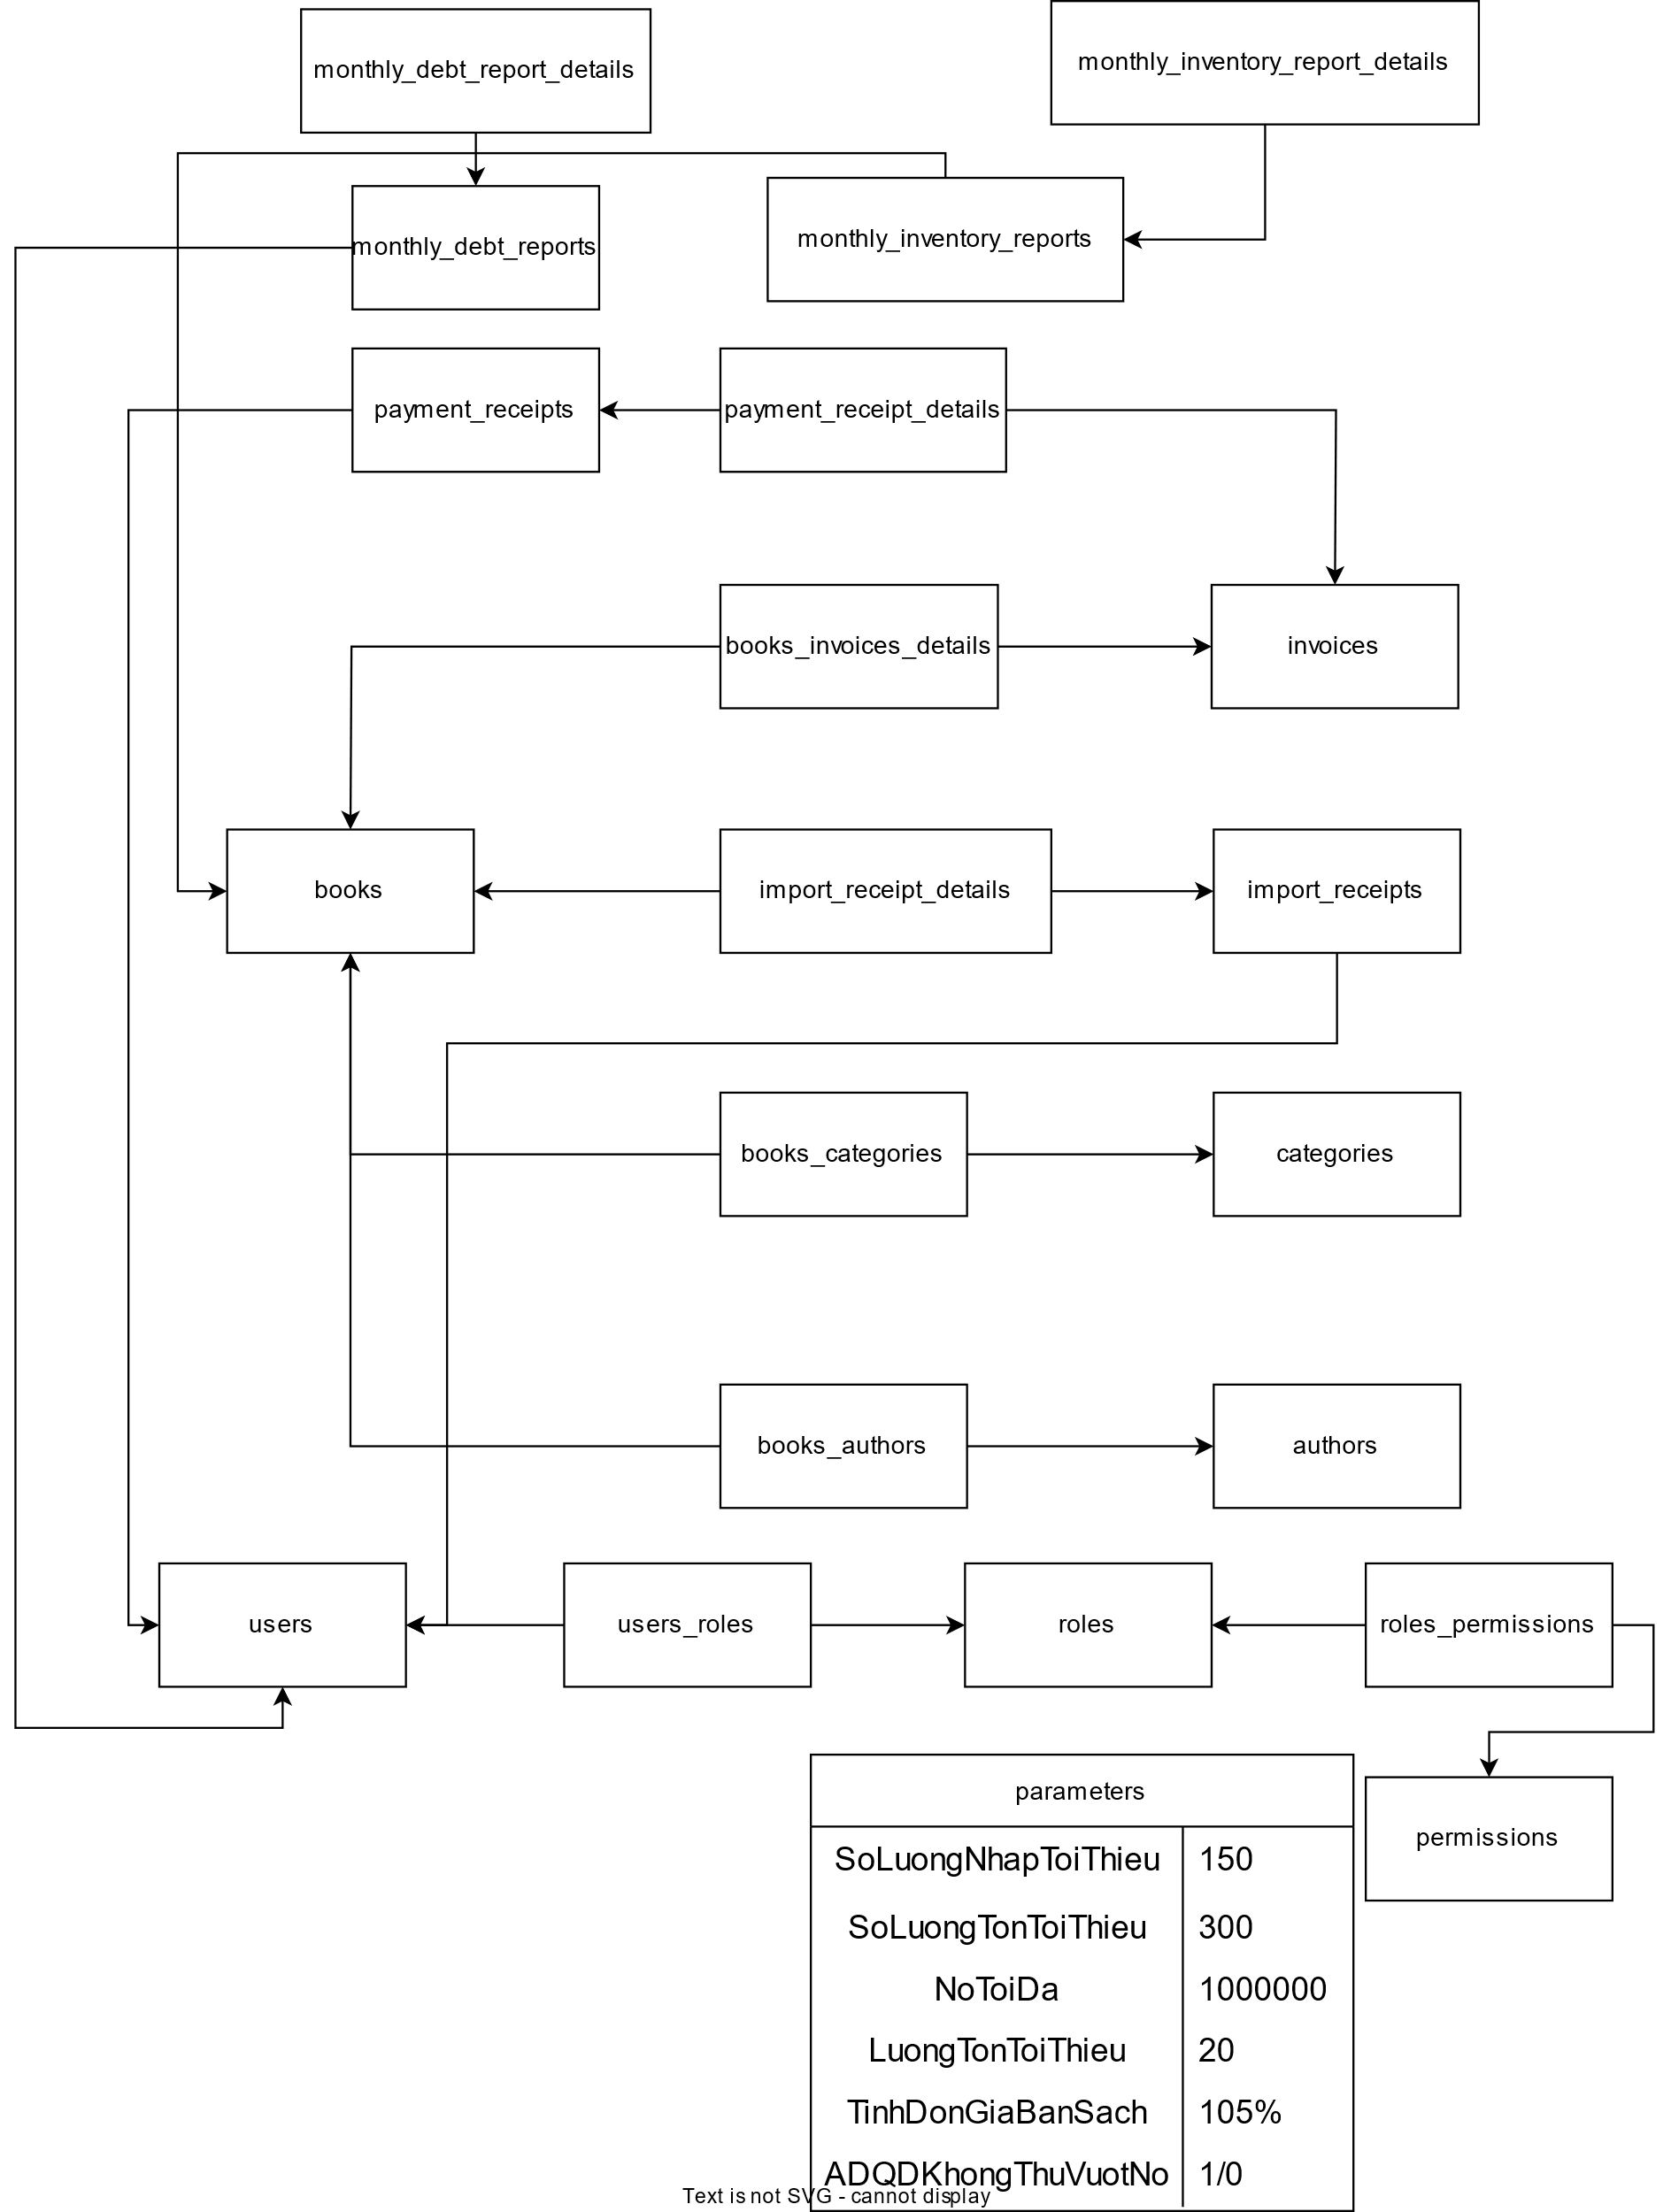 monthly_debt_report_details
monthly_inventory_report_details
monthly_debt_reports
monthly_inventory_reports
payment_receipts
payment_receipt_details
books_invoices_details
invoices
books
import_receipt_details
import_receipts
books_categories
categories
books_authors
authors
users
users_roles
roles
roles_permissions
parameters
permissions
SoLuongNhapToiThieu 150
SoLuongTonToiThieu 300
NoToiDa 1000000
LuongTonToiThieu 20
TinhDonGiaBanSach 105%
ADQDKhongThuVuotNo 1/0
Text is not SVG - cannot display